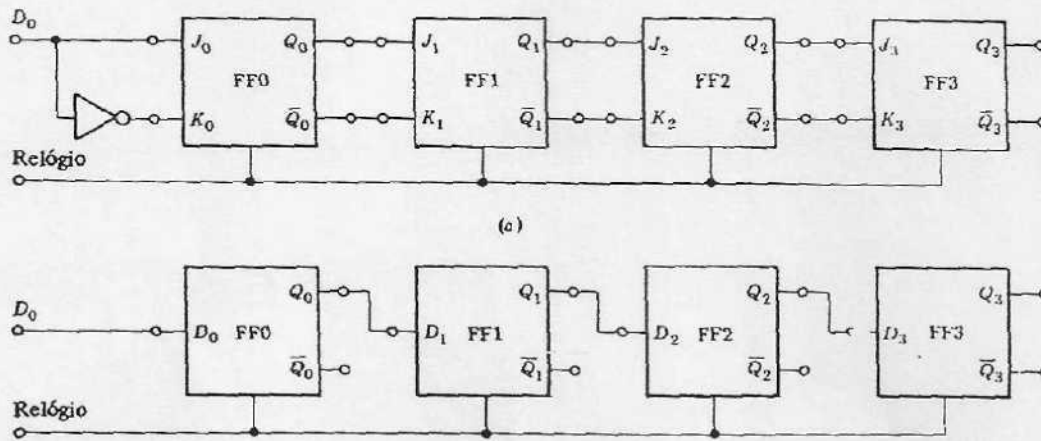 D₀
J₀ Q₀ J₁ Q₁ J₂ Q₂ J₃ Q₃
FF0 FF1 FF2 FF3
K₀ Q̅₀ K₁ Q̅₁ K₂ Q̅₂ K₃ Q̅₃
Relógio
(a)
Q₀ Q₁ Q₂ Q₃
D₀ D₀ FF0 D₁ FF1 D₂ FF2 D₃ FF3
Q̅₀ Q̅₁ Q̅₂ Q̅₃
Relógio